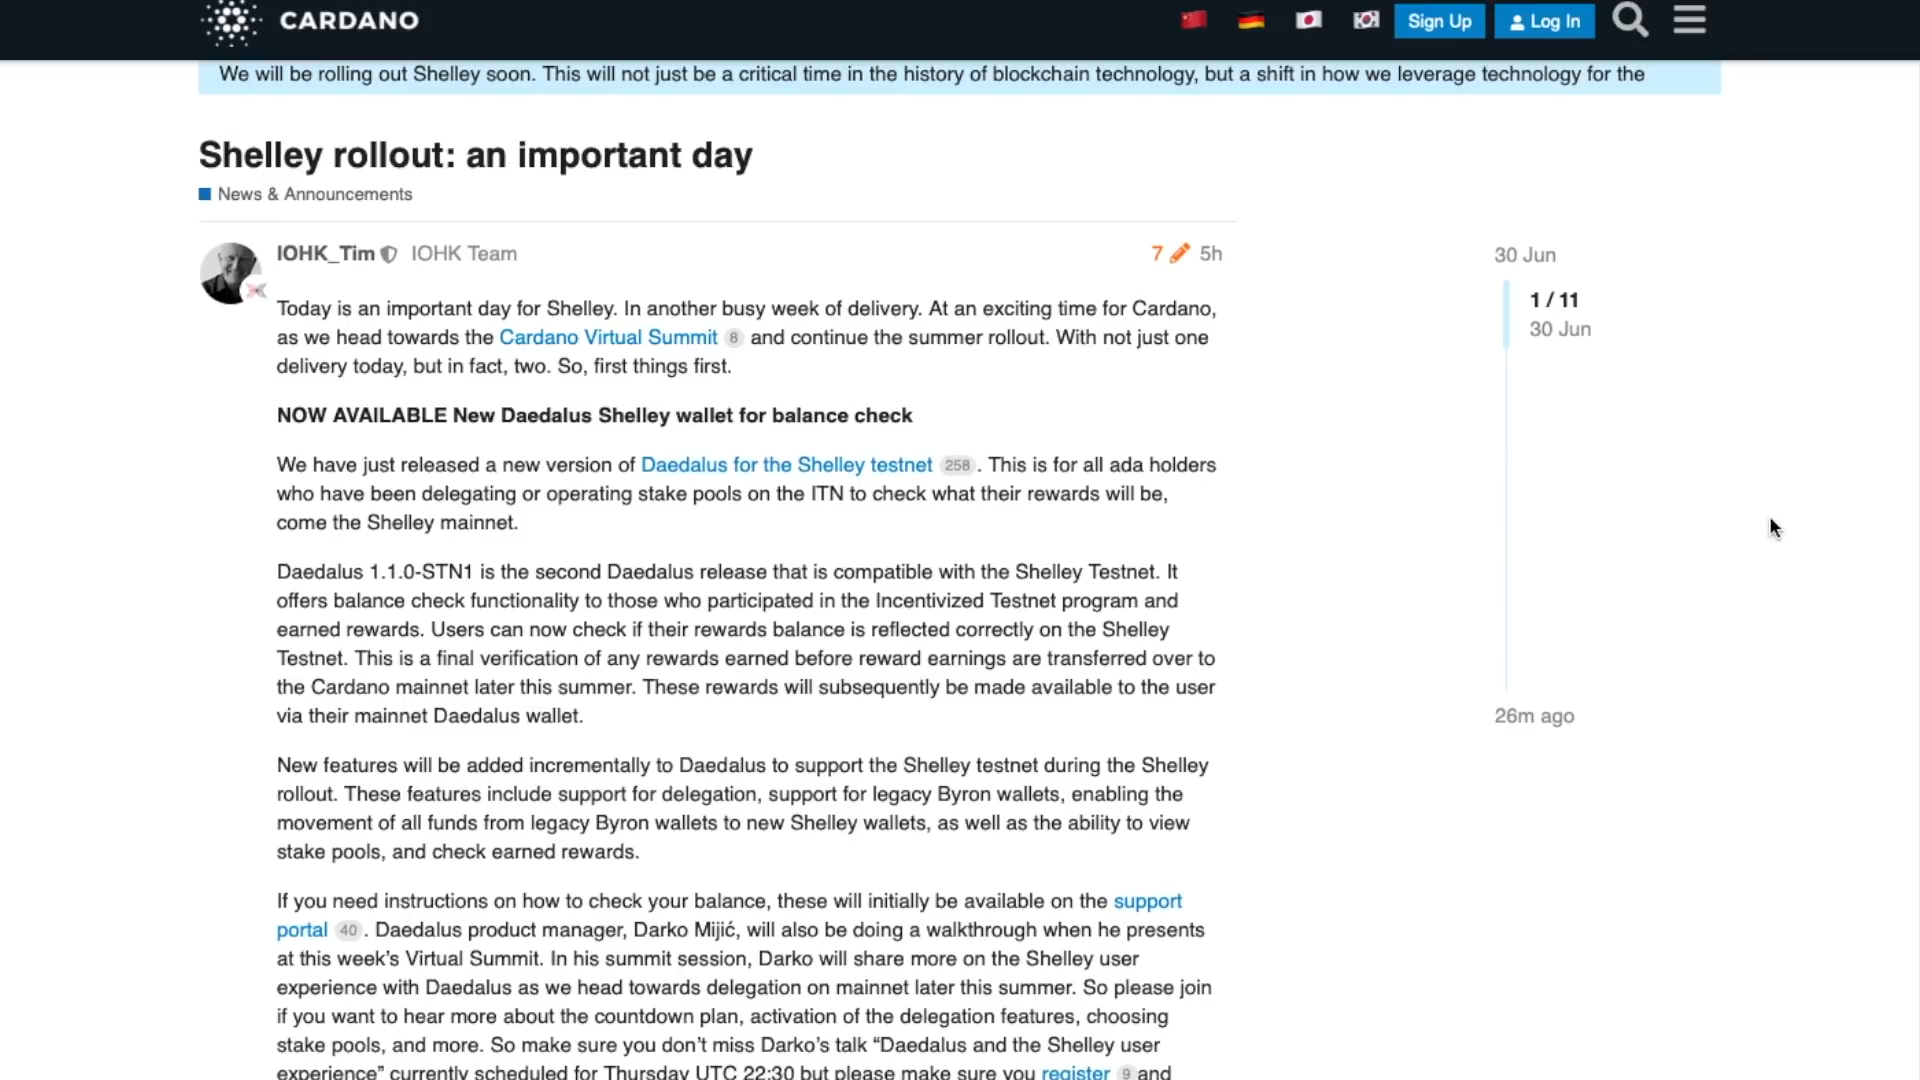 CARDANO
Sign Up
Log In
We will be rolling out Shelley soon. This will not just be a critical time in the history of blockchain technology, but a shift in how we leverage technology for the
Shelley rollout: an important day
News & Announcements
IOHK_Tim IOHK Team
7 5h
Today is an important day for Shelley. In another busy week of delivery. At an exciting time for Cardano,
as we head towards the Cardano Virtual Summit 8 and continue the summer rollout. With not just one
delivery today, but in fact, two. So, first things first.
NOW AVAILABLE New Daedalus Shelley wallet for balance check
We have just released a new version of Daedalus for the Shelley testnet 258 . This is for all ada holders
who have been delegating or operating stake pools on the ITN to check what their rewards will be,
come the Shelley mainnet.
Daedalus 1.1.0-STN1 is the second Daedalus release that is compatible with the Shelley Testnet. It
offers balance check functionality to those who participated in the Incentivized Testnet program and
earned rewards. Users can now check if their rewards balance is reflected correctly on the Shelley
Testnet. This is a final verification of any rewards earned before reward earnings are transferred over to
the Cardano mainnet later this summer. These rewards will subsequently be made available to the user
via their mainnet Daedalus wallet.
New features will be added incrementally to Daedalus to support the Shelley testnet during the Shelley
rollout. These features include support for delegation, support for legacy Byron wallets, enabling the
movement of all funds from legacy Byron wallets to new Shelley wallets, as well as the ability to view
stake pools, and check earned rewards.
If you need instructions on how to check your balance, these will initially be available on the support
portal 40 . Daedalus product manager, Darko Mijić, will also be doing a walkthrough when he presents
at this week’s Virtual Summit. In his summit session, Darko will share more on the Shelley user
experience with Daedalus as we head towards delegation on mainnet later this summer. So please join
if you want to hear more about the countdown plan, activation of the delegation features, choosing
stake pools, and more. So make sure you don’t miss Darko’s talk “Daedalus and the Shelley user
experience” currently scheduled for Thursday UTC 22:30 but please make sure you register 9 and
30 Jun
1 / 11
30 Jun
26m ago